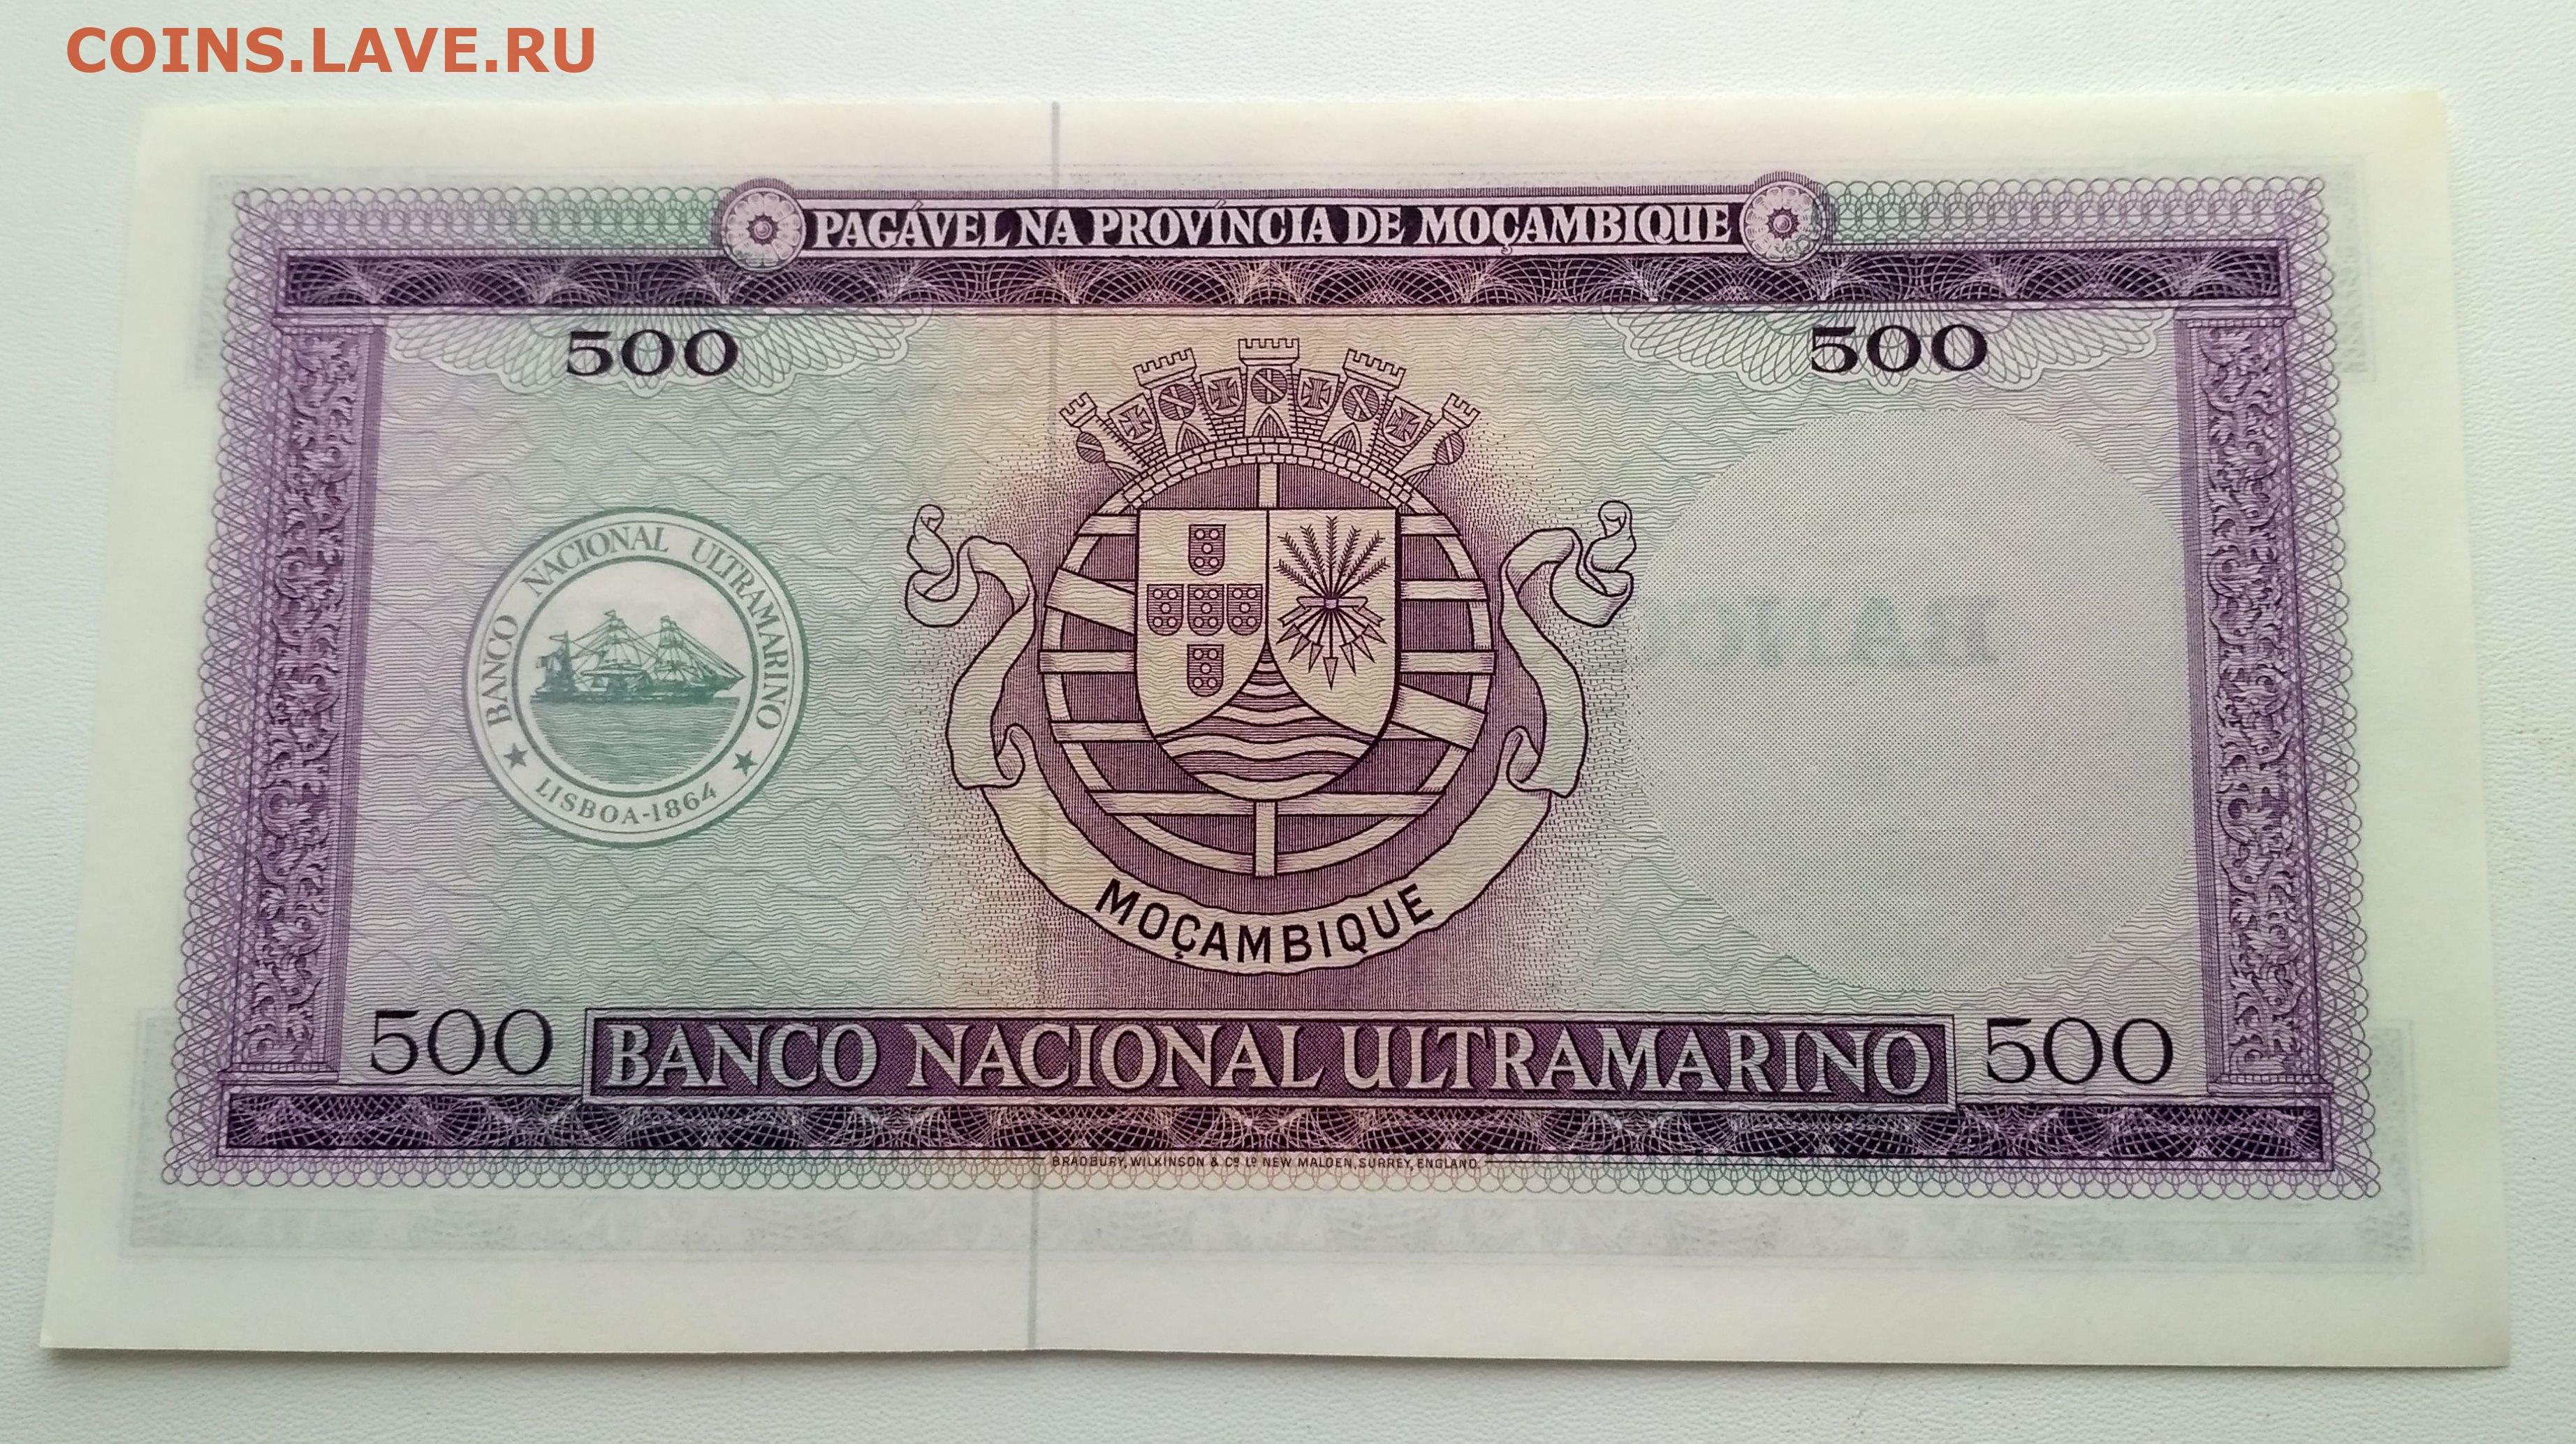 COINS.LAVE.RU
PAGÁVEL NA PROVÍNCIA DE MOÇAMBIQUE
500
500
BANCO NACIONAL ULTRAMARINO
★ LISBOA-1864 ★
MOÇAMBIQUE
500 BANCO NACIONAL ULTRAMARINO 500
BRADBURY, WILKINSON & Cº Lº NEW MALDEN, SURREY, ENGLAND.